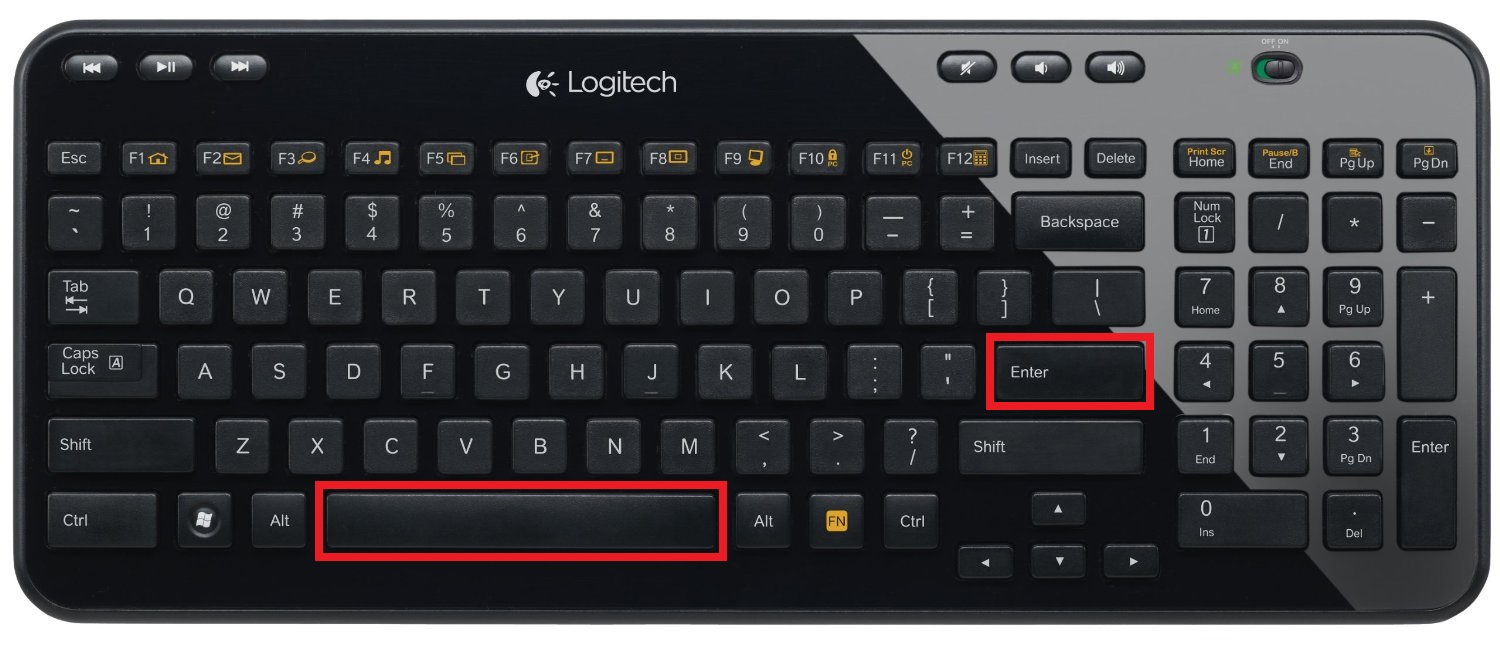 OFF ON
Logitech
Esc F1 F2 F3 F4 F5 F6 F7 F8 F9 F10 PC F11 PC F12 Insert Delete Print Scr Home Pause/B End Pg Up Pg Dn
~ ` ! 1 @ 2 # 3 $ 4 % 5 ^ 6 & 7 * 8 ( 9 ) 0 — – + = Backspace Num Lock 1 / * –
Tab Q W E R T Y U I O P { [ } ] | \ 7 Home 8 ▲ 9 Pg Up +
Caps Lock A A S D F G H J K L : ; " ' Enter 4 ◄ 5 6 ►
Shift Z X C V B N M < , > . ? / Shift 1 End 2 ▼ 3 Pg Dn Enter
Ctrl Alt Alt FN Ctrl ▲ 0 Ins . Del
◄ ▼ ►